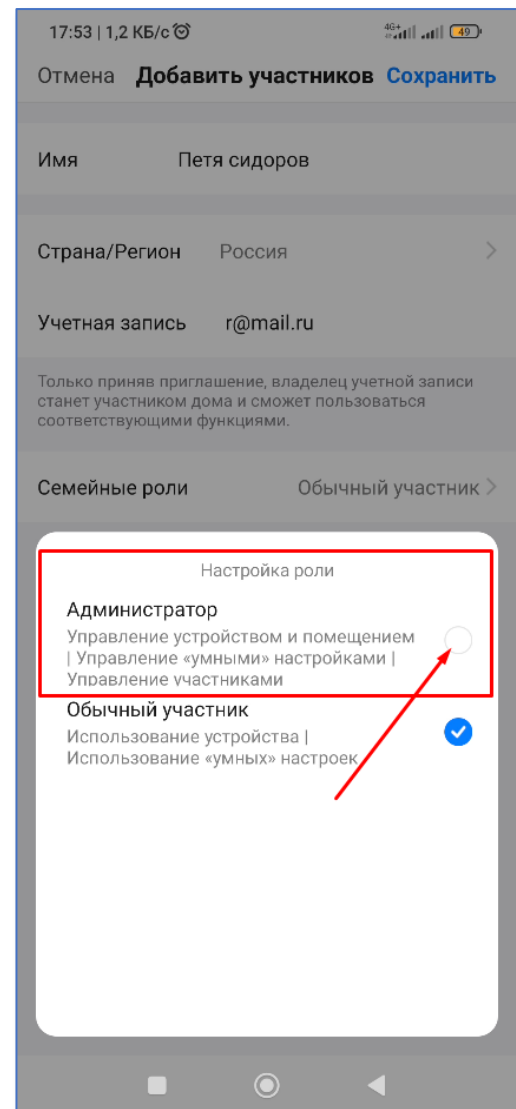 17:53 | 1,2 КБ/с
4G+ 49
Отмена Добавить участников Сохранить
Имя Петя сидоров
Страна/Регион Россия
Учетная запись r@mail.ru
Только приняв приглашение, владелец учетной записи
станет участником дома и сможет пользоваться
соответствующими функциями.
Семейные роли Обычный участник
Настройка роли
Администратор
Управление устройством и помещением
| Управление «умными» настройками |
Управление участниками
Обычный участник
Использование устройства |
Использование «умных» настроек